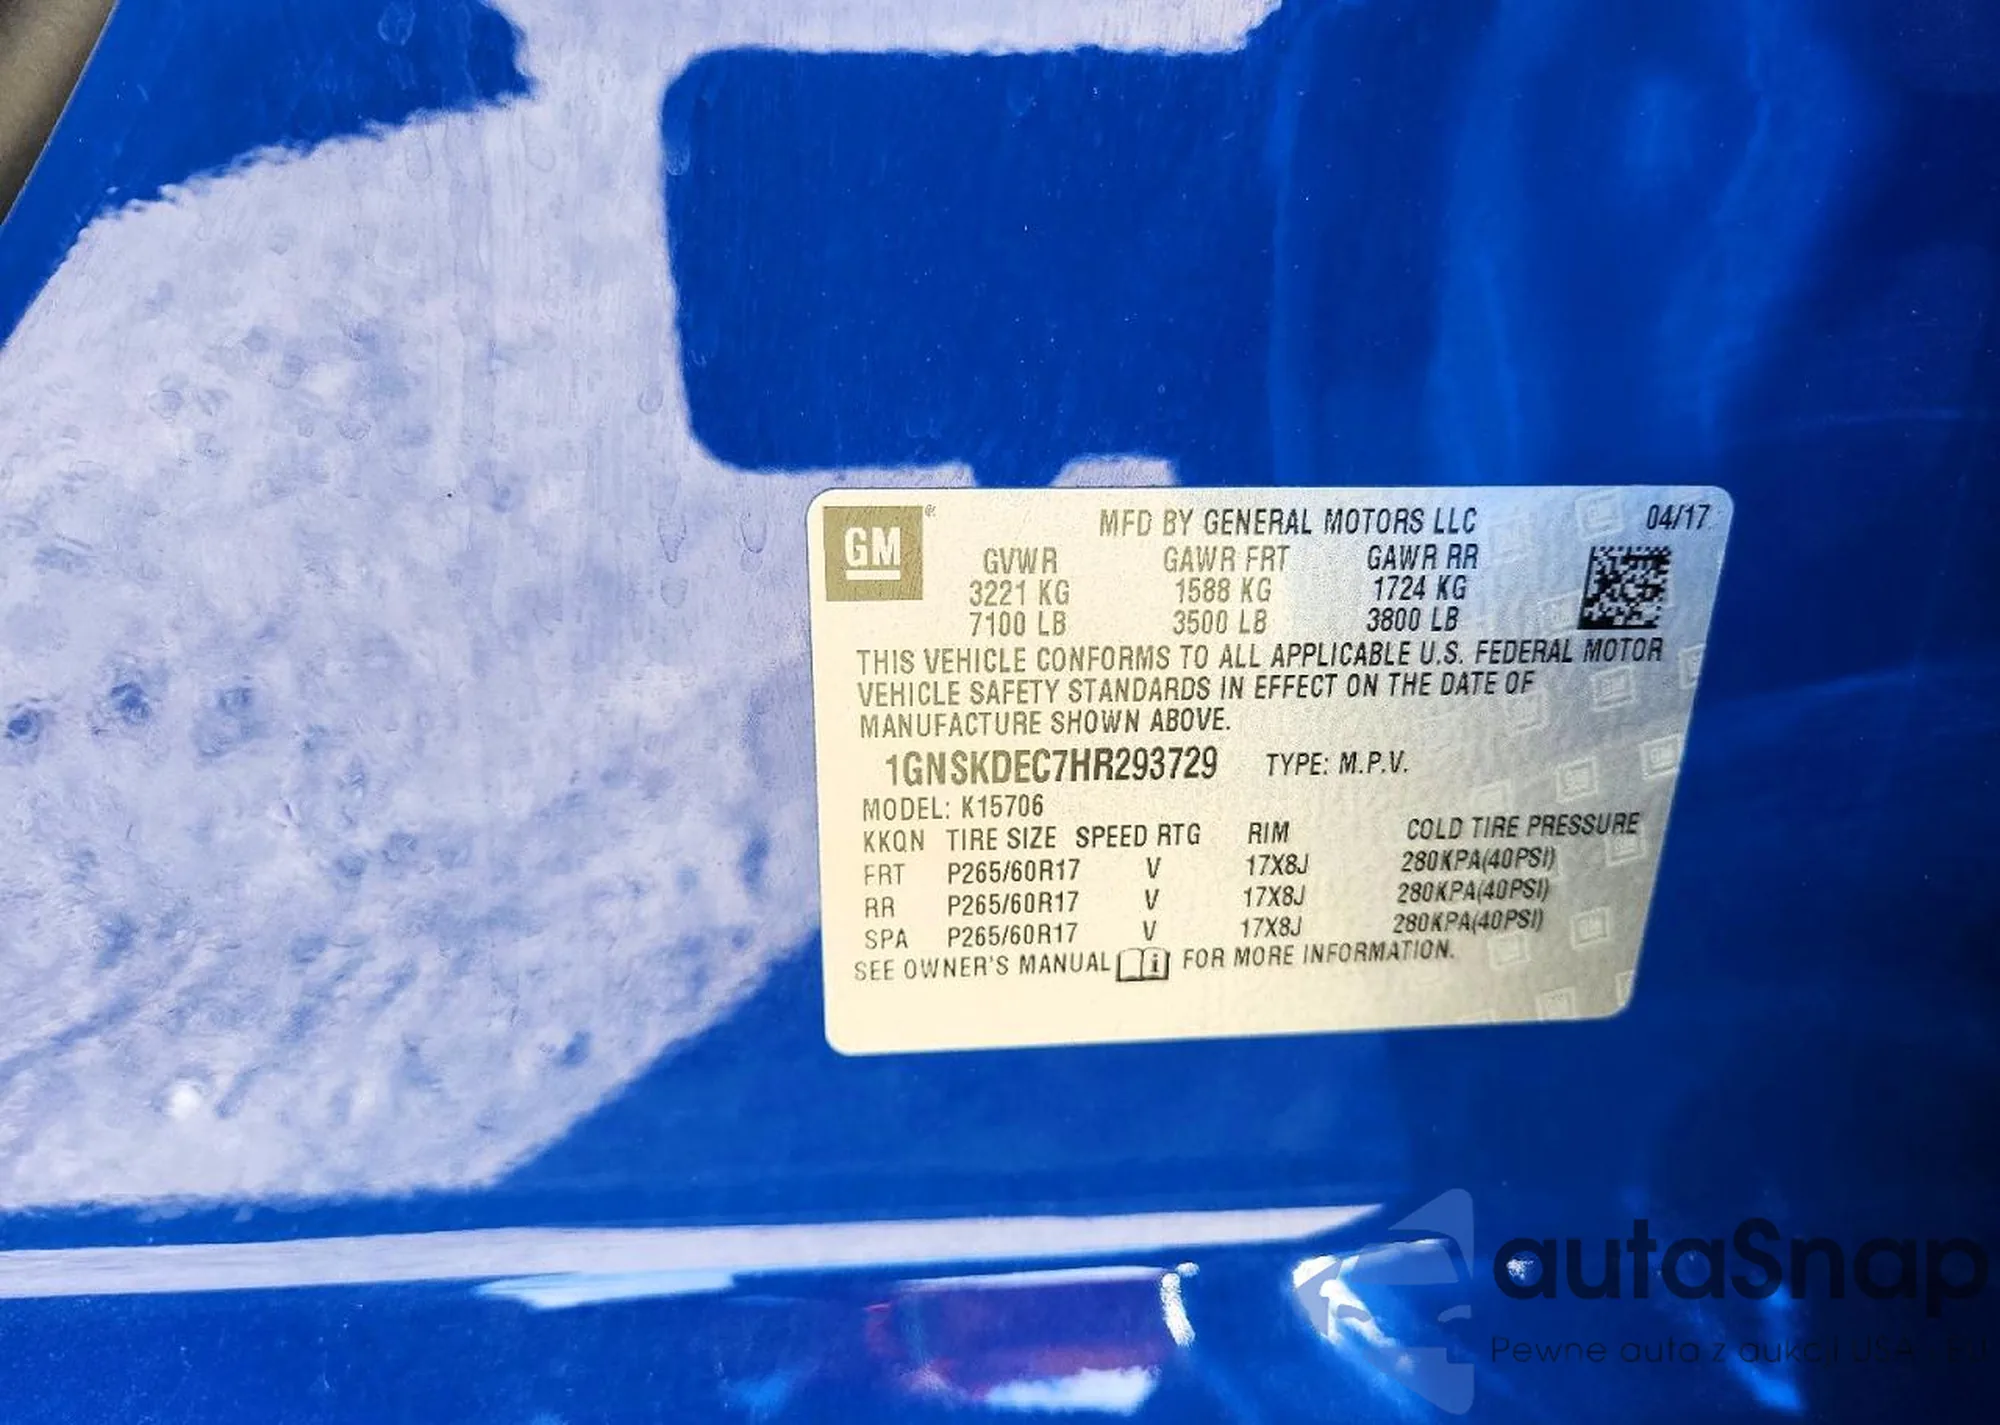 GM ® MFD BY GENERAL MOTORS LLC 04/17
GVWR GAWR FRT GAWR RR
3221 KG 1588 KG 1724 KG
7100 LB 3500 LB 3800 LB
THIS VEHICLE CONFORMS TO ALL APPLICABLE U.S. FEDERAL MOTOR
VEHICLE SAFETY STANDARDS IN EFFECT ON THE DATE OF
MANUFACTURE SHOWN ABOVE.
1GNSKDEC7HR293729 TYPE: M.P.V.
MODEL: K15706
KKQN TIRE SIZE SPEED RTG RIM COLD TIRE PRESSURE
FRT P265/60R17 V 17X8J 280KPA(40PSI)
RR P265/60R17 V 17X8J 280KPA(40PSI)
SPA P265/60R17 V 17X8J 280KPA(40PSI)
SEE OWNER'S MANUAL i FOR MORE INFORMATION.
autaSnap
Pewne auta z aukcji USA